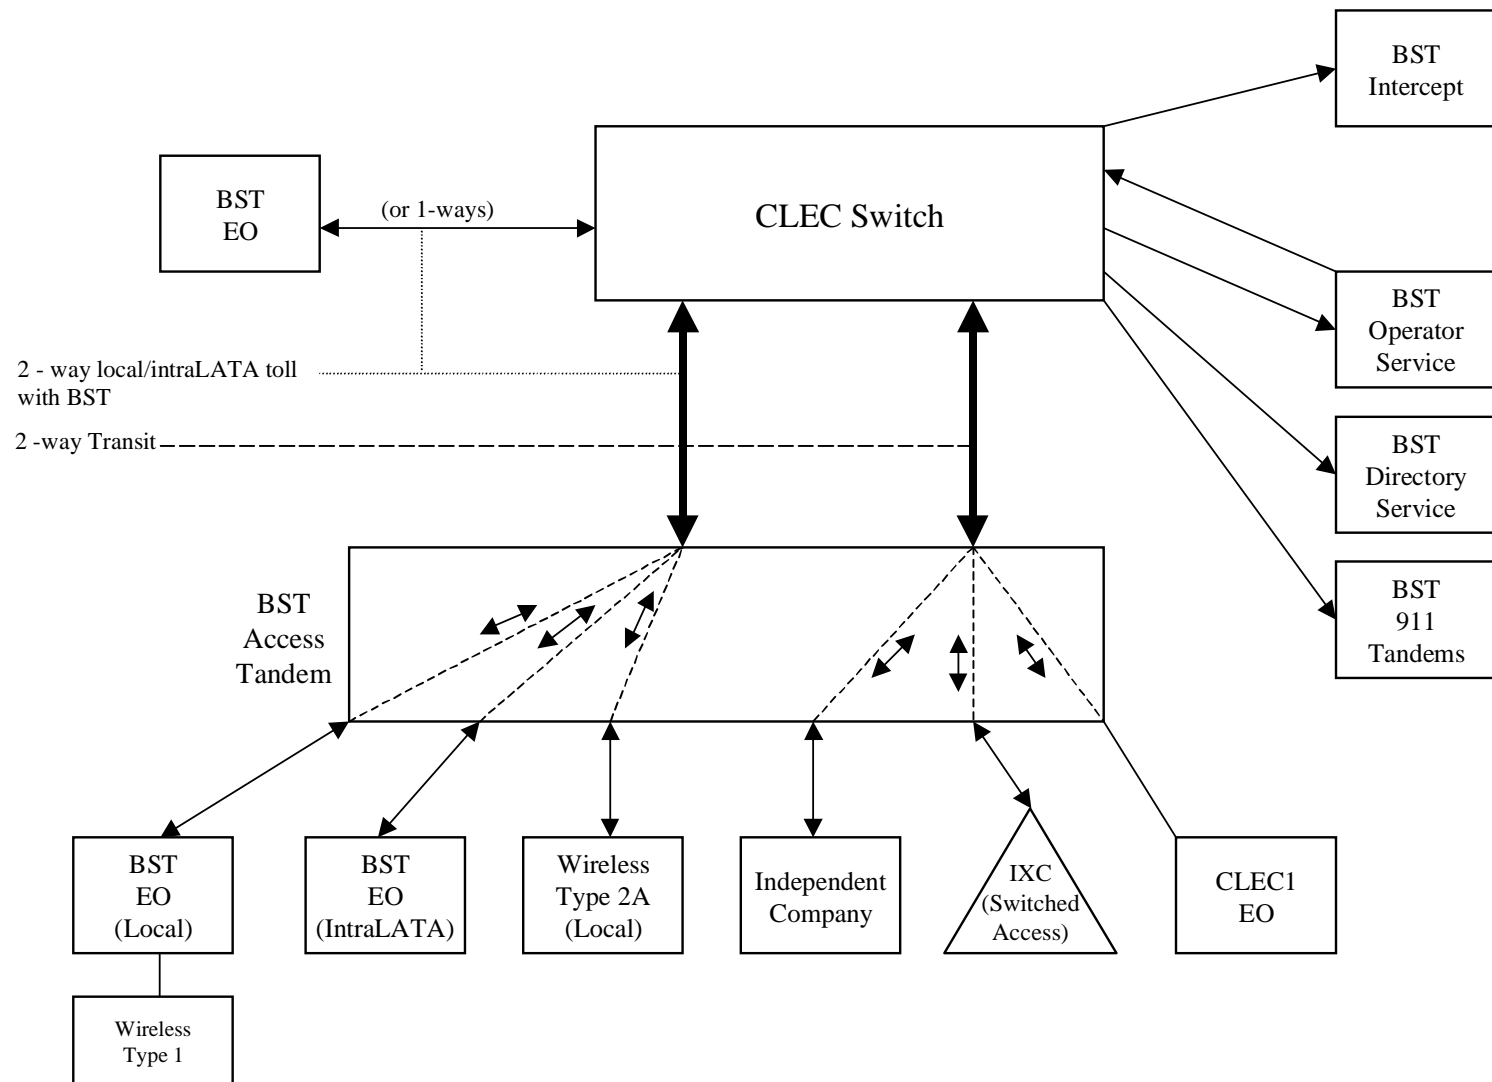 BST
Intercept
CLEC Switch
BST
EO
(or 1-ways)
BST
Operator
Service
2 - way local/intraLATA toll
with BST
2 -way Transit
BST
Directory
Service
BST
911
Tandems
BST
Access
Tandem
BST
EO
(Local)
BST
EO
(IntraLATA)
Wireless
Type 2A
(Local)
Independent
Company
IXC
(Switched
Access)
CLEC1
EO
Wireless
Type 1